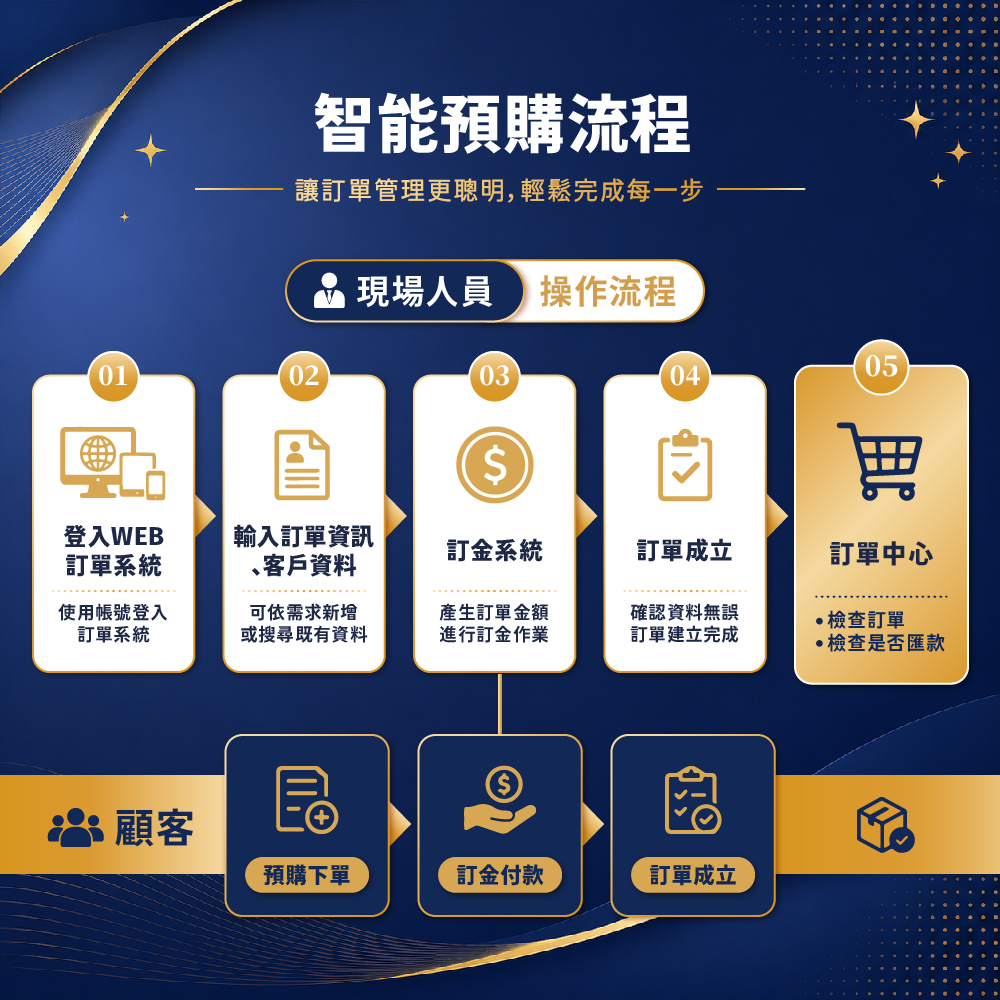 智能預購流程
讓訂單管理更聰明,輕鬆完成每一步
現場人員 操作流程
01
登入WEB
訂單系統
使用帳號登入
訂單系統
02
輸入訂單資訊
、客戶資料
可依需求新增
或搜尋既有資料
03
$
訂金系統
產生訂單金額
進行訂金作業
04
訂單成立
確認資料無誤
訂單建立完成
05
訂單中心
•檢查訂單
•檢查是否匯款
顧客
預購下單
$
訂金付款
訂單成立